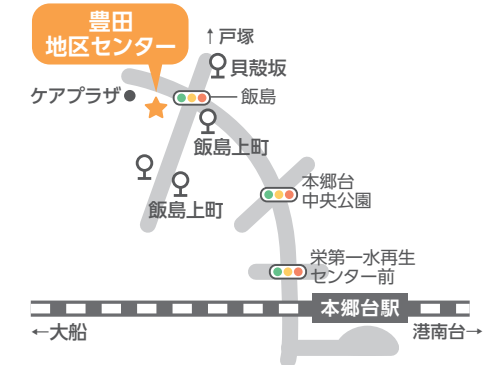 豊田
地区センター
↑戸塚
貝殻坂
ケアプラザ
飯島
飯島上町
飯島上町
本郷台
中央公園
栄第一水再生
センター前
本郷台駅
←大船
港南台→